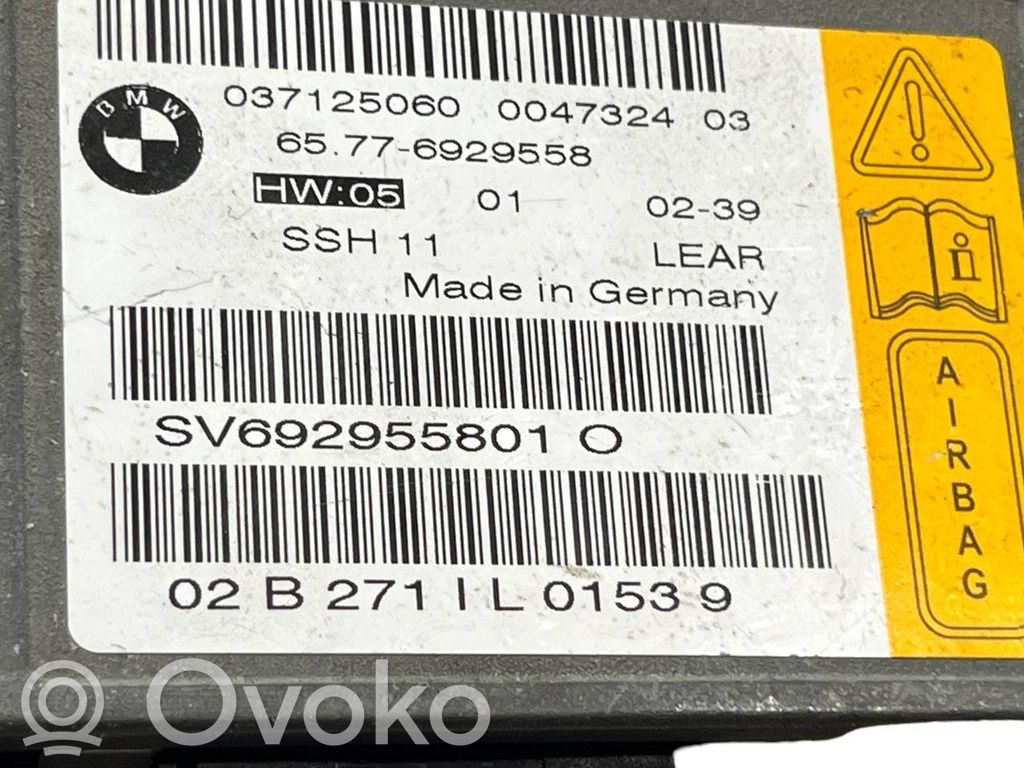 BMW
037125060 0047324 03
65.77-6929558
HW:05 01 02-39
SSH 11 LEAR
Made in Germany
SV692955801 O
02 B 271 I L 0153 9
AIRBAG
Ovoko